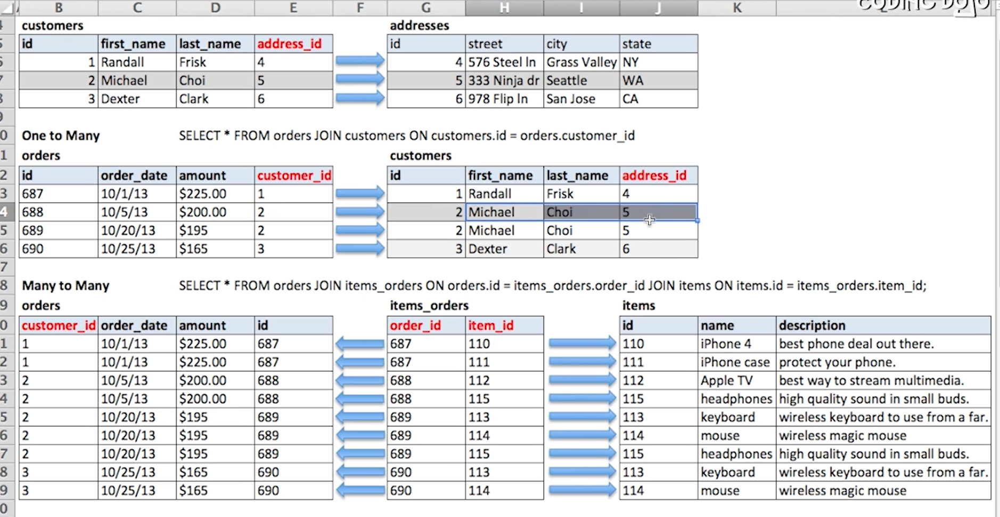 CODING DOJO
B C D E F G H I J K L
customers addresses
id first_name last_name address_id id street city state
1 Randall Frisk 4 4 576 Steel ln Grass Valley NY
2 Michael Choi 5 5 333 Ninja dr Seattle WA
3 Dexter Clark 6 6 978 Flip ln San Jose CA
One to Many SELECT * FROM orders JOIN customers ON customers.id = orders.customer_id
orders customers
id order_date amount customer_id id first_name last_name address_id
687 10/1/13 $225.00 1 1 Randall Frisk 4
688 10/5/13 $200.00 2 2 Michael Choi 5
689 10/20/13 $195 2 2 Michael Choi 5
690 10/25/13 $165 3 3 Dexter Clark 6
Many to Many SELECT * FROM orders JOIN items_orders ON orders.id = items_orders.order_id JOIN items ON items.id = items_orders.item_id;
orders items_orders items
customer_id order_date amount id order_id item_id id name description
1 10/1/13 $225.00 687 687 110 110 iPhone 4 best phone deal out there.
1 10/1/13 $225.00 687 687 111 111 iPhone case protect your phone.
2 10/5/13 $200.00 688 688 112 112 Apple TV best way to stream multimedia.
2 10/5/13 $200.00 688 688 115 115 headphones high quality sound in small buds.
2 10/20/13 $195 689 689 113 113 keyboard wireless keyboard to use from a far.
2 10/20/13 $195 689 689 114 114 mouse wireless magic mouse
2 10/20/13 $195 689 689 115 115 headphones high quality sound in small buds.
3 10/25/13 $165 690 690 113 113 keyboard wireless keyboard to use from a far.
3 10/25/13 $165 690 690 114 114 mouse wireless magic mouse